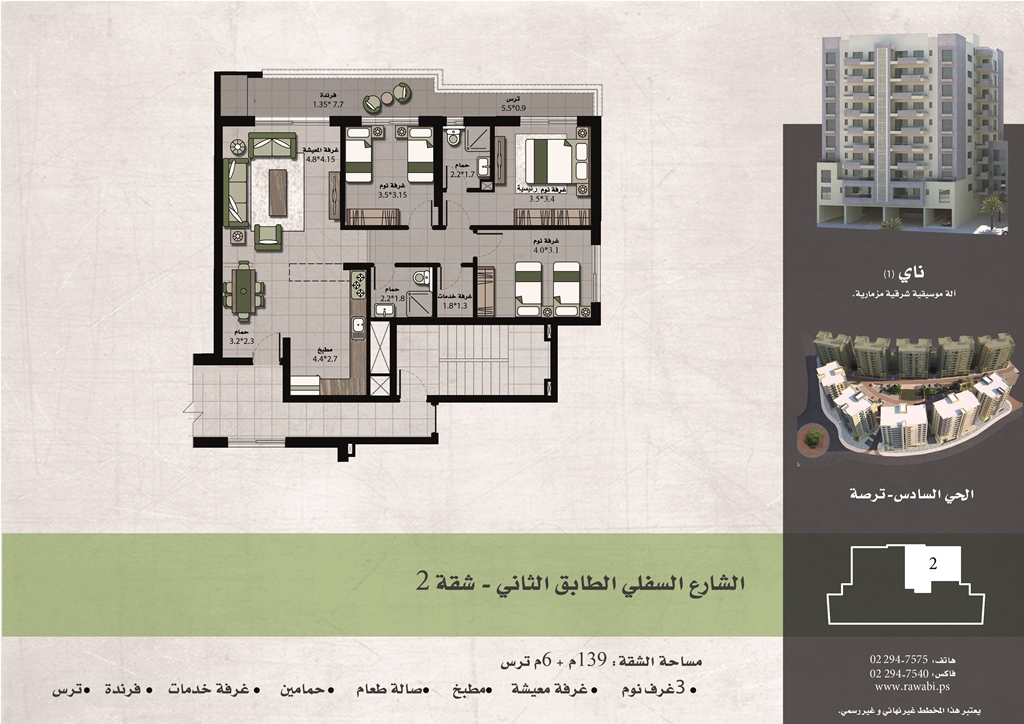 فرندة
1.35* 7.7
ترس
5.5*0.9
غرفة المعيشة
4.8*4.15
غرفة نوم
3.5*3.15
حمام
2.2*1.7
غرفة نوم رئيسية
3.5*3.4
غرفة نوم
4.0*3.1
حمام
2.2*1.8
غرفة خدمات
1.8*1.3
حمام
3.2*2.3
مطبخ
4.4*2.7
ناي (1)
آلة موسيقية شرقية مزمارية.
الحي السادس-ترصة
2
الشارع السفلي الطابق الثاني - شقة 2
مساحة الشقة: 139م + 6م ترس
• 3غرف نوم • غرفة معيشة •مطبخ •صالة طعام •حمامين • غرفة خدمات • فرندة •ترس
هاتف: 02 294-7575
فاكس: 02 294-7540
www.rawabi.ps
يعتبر هذا المخطط غير نهائي و غير رسمي.